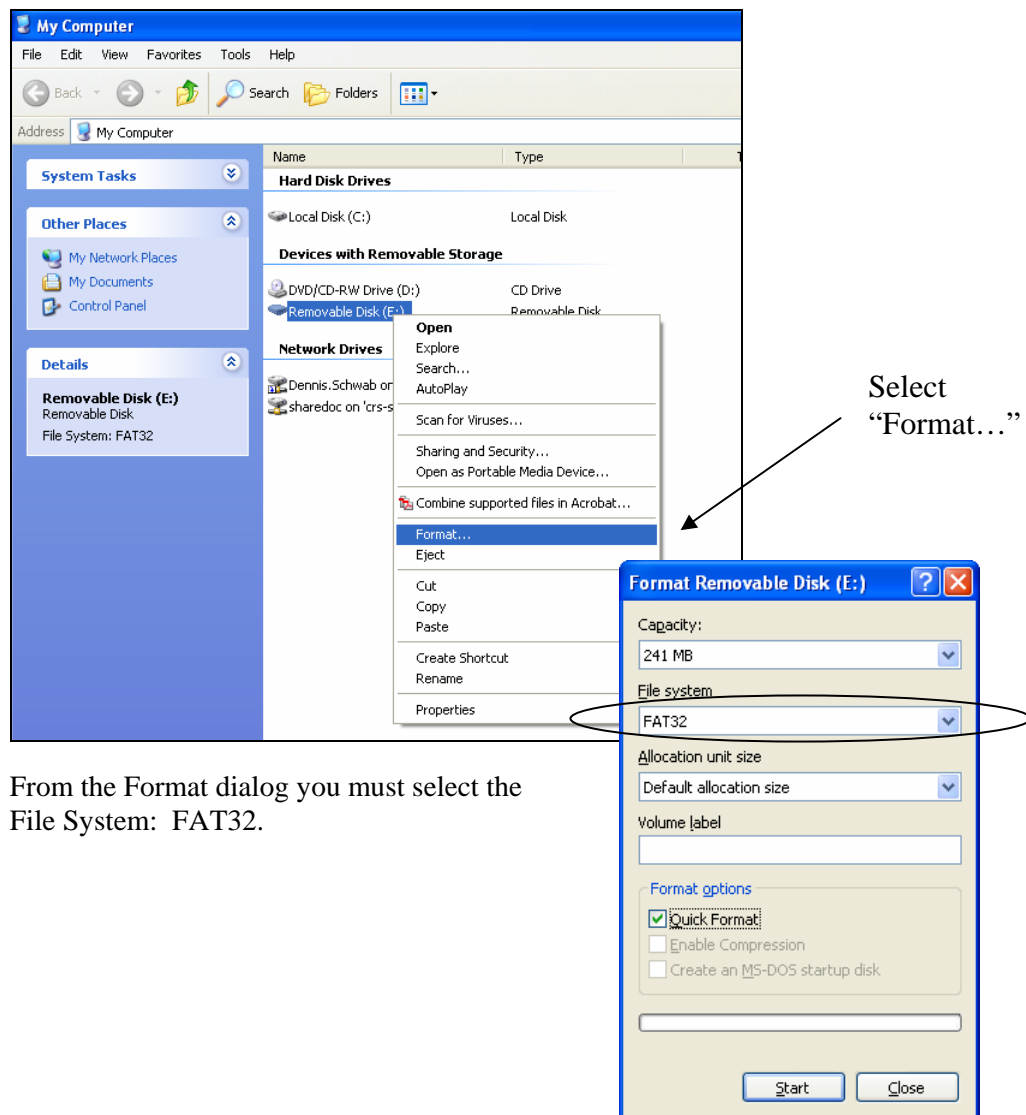 My Computer
File Edit View Favorites Tools Help
Back Search Folders
Address My Computer
System Tasks
Other Places
My Network Places
My Documents
Control Panel
Details
Removable Disk (E:)
Removable Disk
File System: FAT32
Name Type
Hard Disk Drives
Local Disk (C:) Local Disk
Devices with Removable Storage
DVD/CD-RW Drive (D:) CD Drive
Removable Disk (E:) Removable Disk
Network Drives
Dennis.Schwab on
sharedoc on 'crs-s
Open
Explore
Search...
AutoPlay
Scan for Viruses...
Sharing and Security...
Open as Portable Media Device...
Combine supported files in Acrobat...
Format...
Eject
Cut
Copy
Paste
Create Shortcut
Rename
Properties
Select
“Format…”
Format Removable Disk (E:)
Capacity:
241 MB
File system
FAT32
Allocation unit size
Default allocation size
Volume label
Format options
Quick Format
Enable Compression
Create an MS-DOS startup disk
Start Close
From the Format dialog you must select the
File System: FAT32.